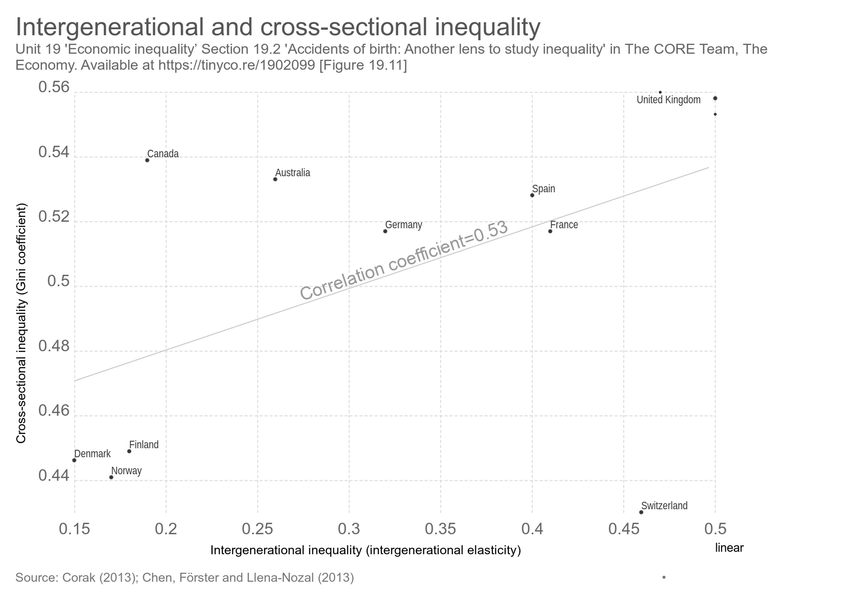 Intergenerational and cross-sectional inequality
Unit 19 'Economic inequality' Section 19.2 'Accidents of birth: Another lens to study inequality' in The CORE Team, The
Economy. Available at https://tinyco.re/1902099 [Figure 19.11]
0.56
United Kingdom
0.54
Canada
Australia
Spain
0.52
Germany
France
Correlation coefficient=0.53
0.5
Cross-sectional inequality (Gini coefficient)
0.48
0.46
Finland
Denmark
Norway
0.44
Switzerland
0.15 0.2 0.25 0.3 0.35 0.4 0.45 0.5
Intergenerational inequality (intergenerational elasticity)
linear
Source: Corak (2013); Chen, Förster and Llena-Nozal (2013)